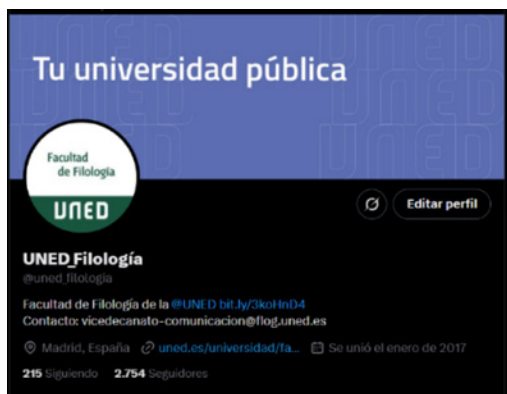 Tu universidad pública
Facultad
de Filología
UNED
Editar perfil
UNED_Filología
@uned_filologia
Facultad de Filología de la @UNED bit.ly/3koHnD4
Contacto: vicedecanato-comunicacion@flog.uned.es
Madrid, España uned.es/universidad/fa... Se unió el enero de 2017
215 Siguiendo 2.754 Seguidores